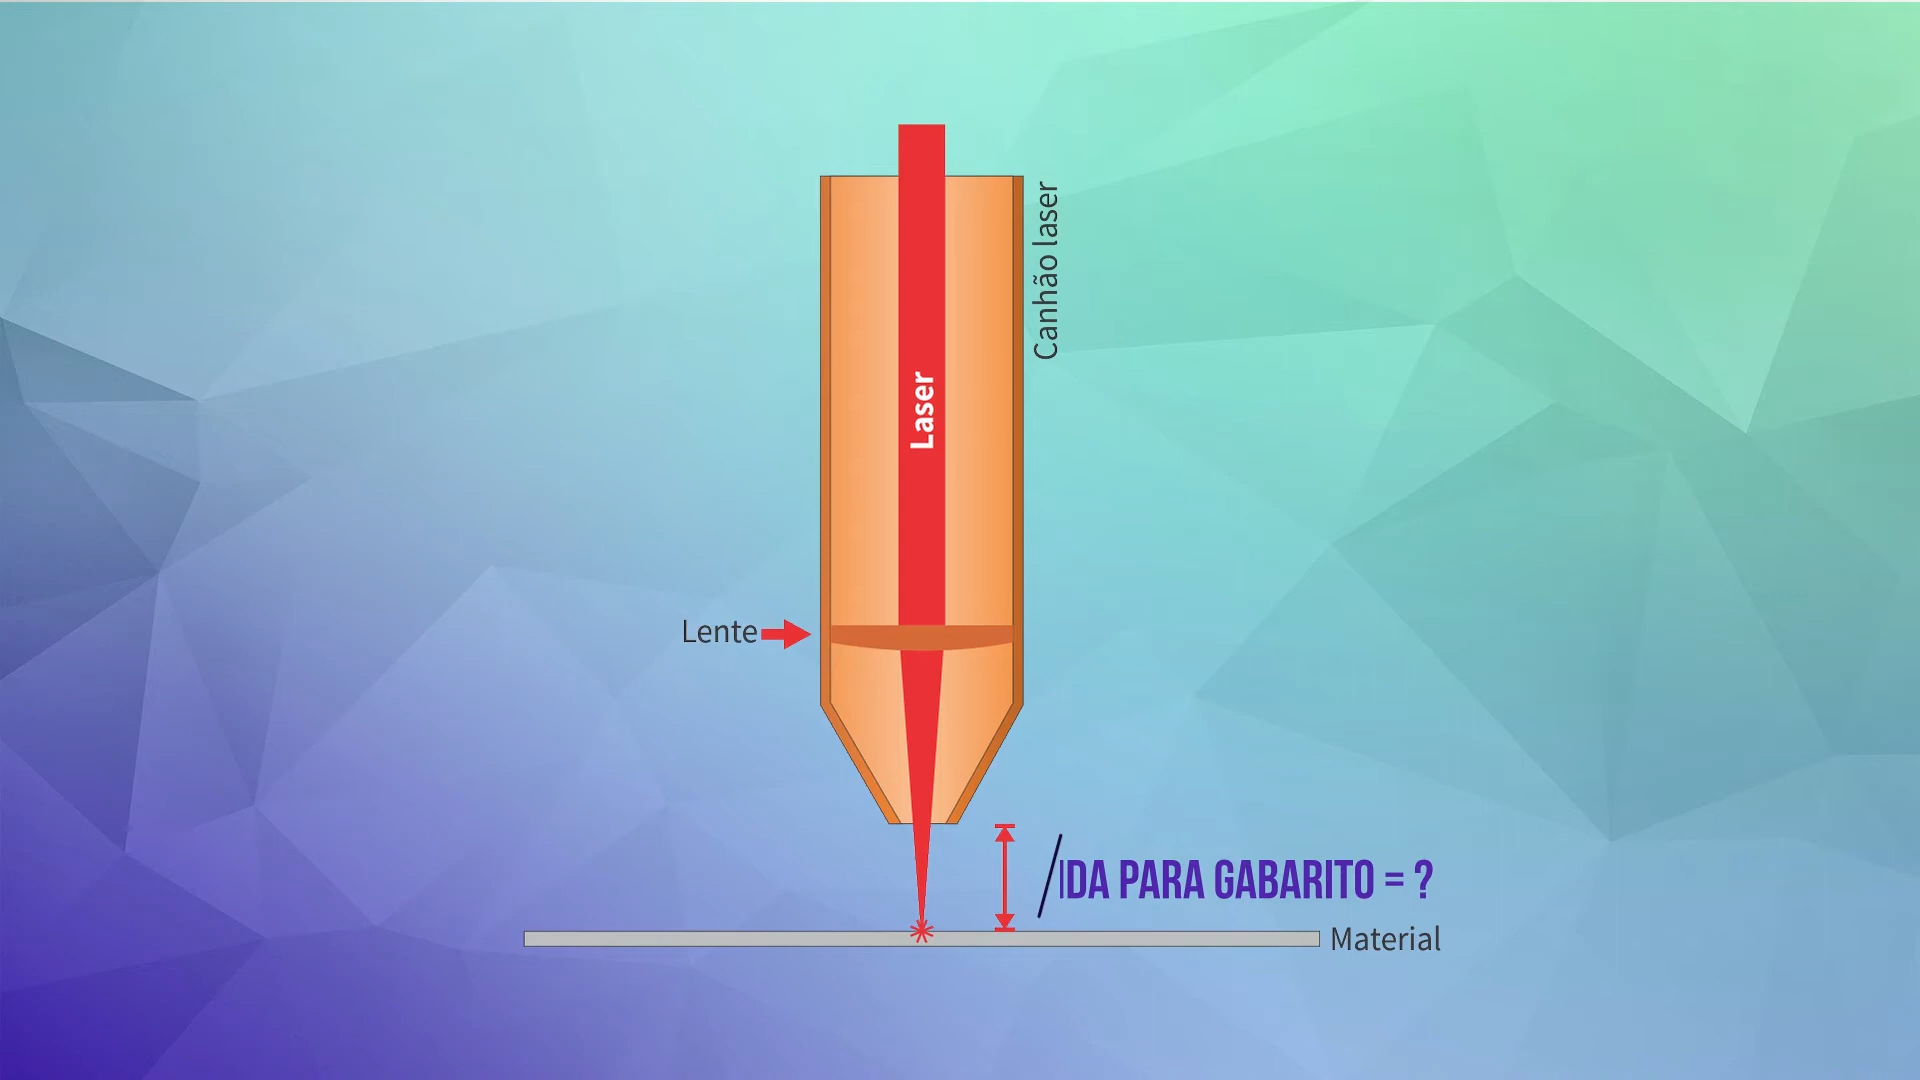 Canhão laser
Laser
Lente
IDA PARA GABARITO = ?
Material